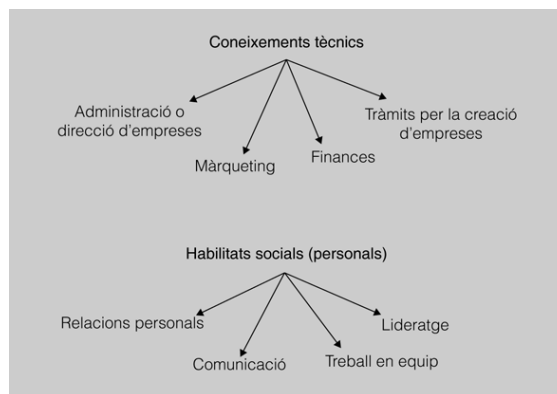 Coneixements tècnics
Administració o
direcció d'empreses
Màrqueting
Finances
Tràmits per la creació
d'empreses
Habilitats socials (personals)
Relacions personals
Comunicació
Treball en equip
Lideratge